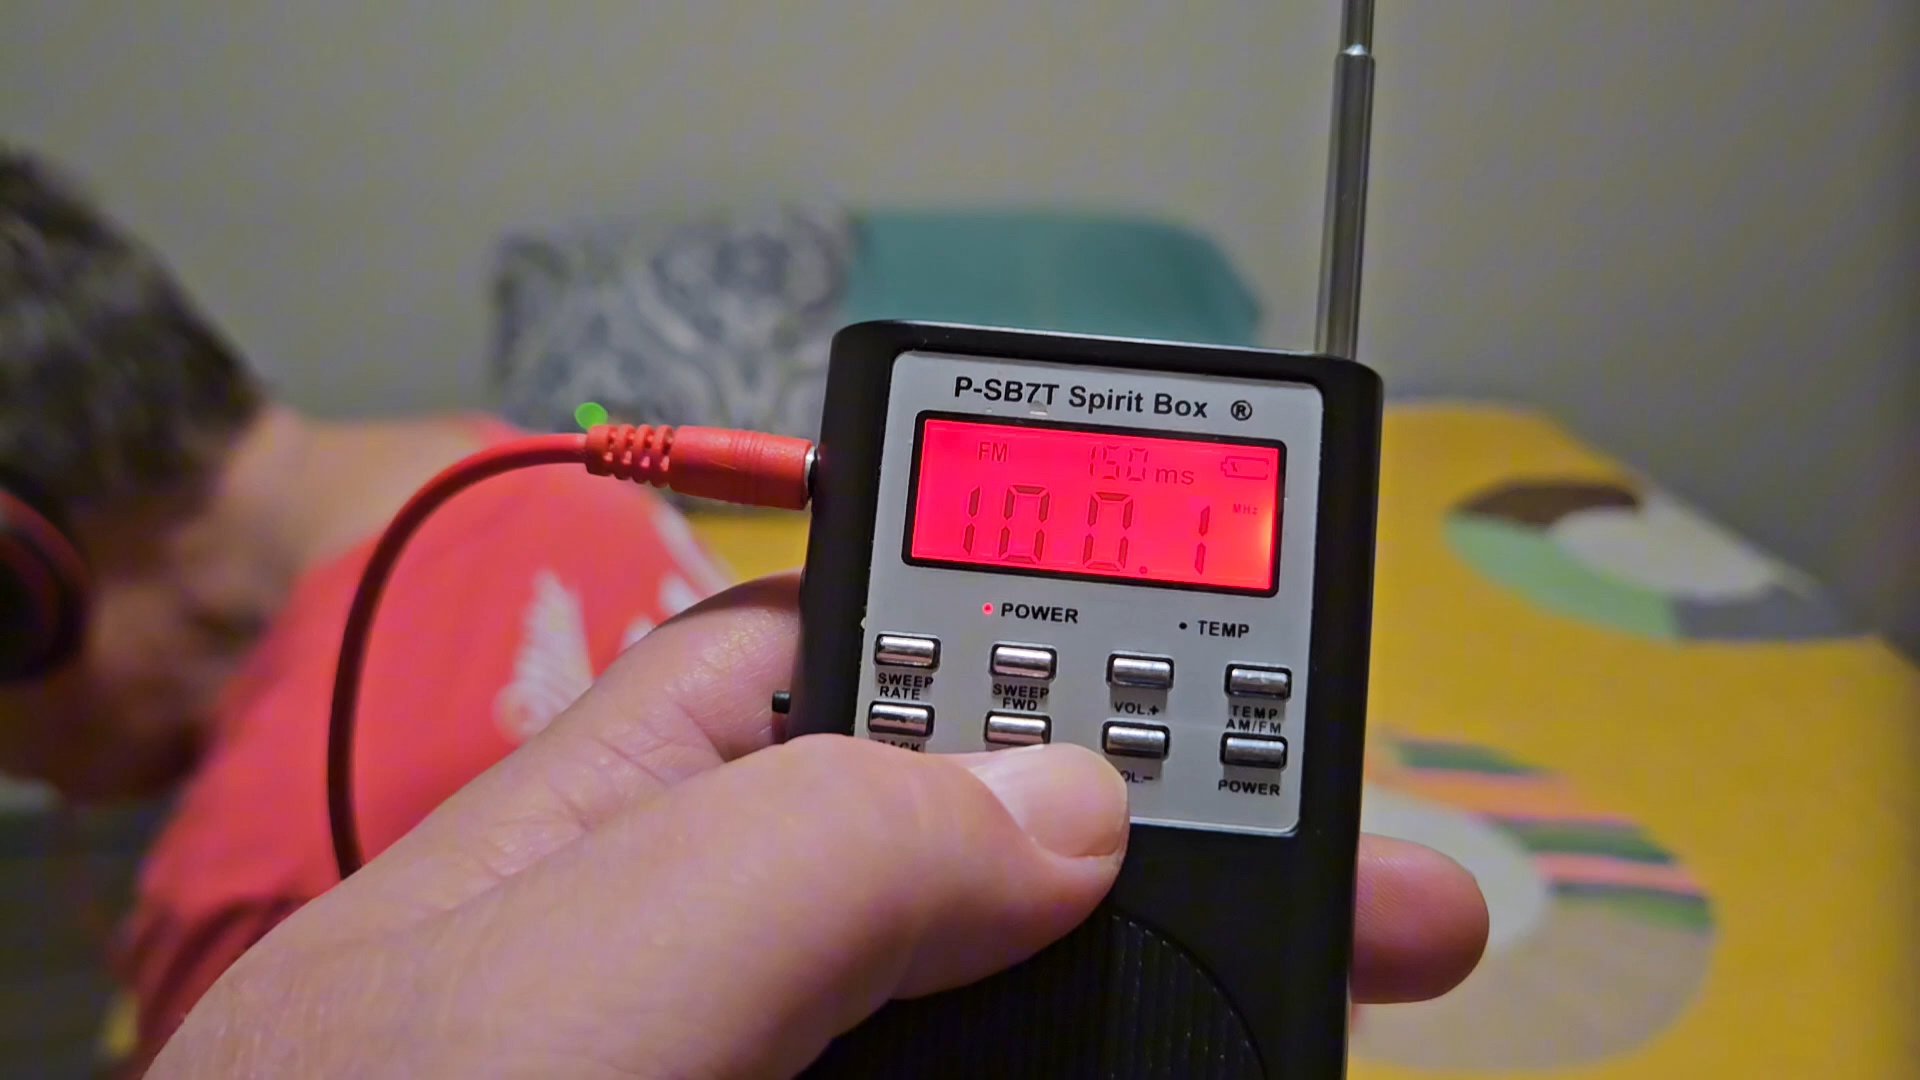 P-SB7T Spirit Box ®
FM 150 ms
100.1 MHz
POWER
TEMP
SWEEP RATE
SWEEP FWD
VOL.+
TEMP AM/FM
BACK
POWER